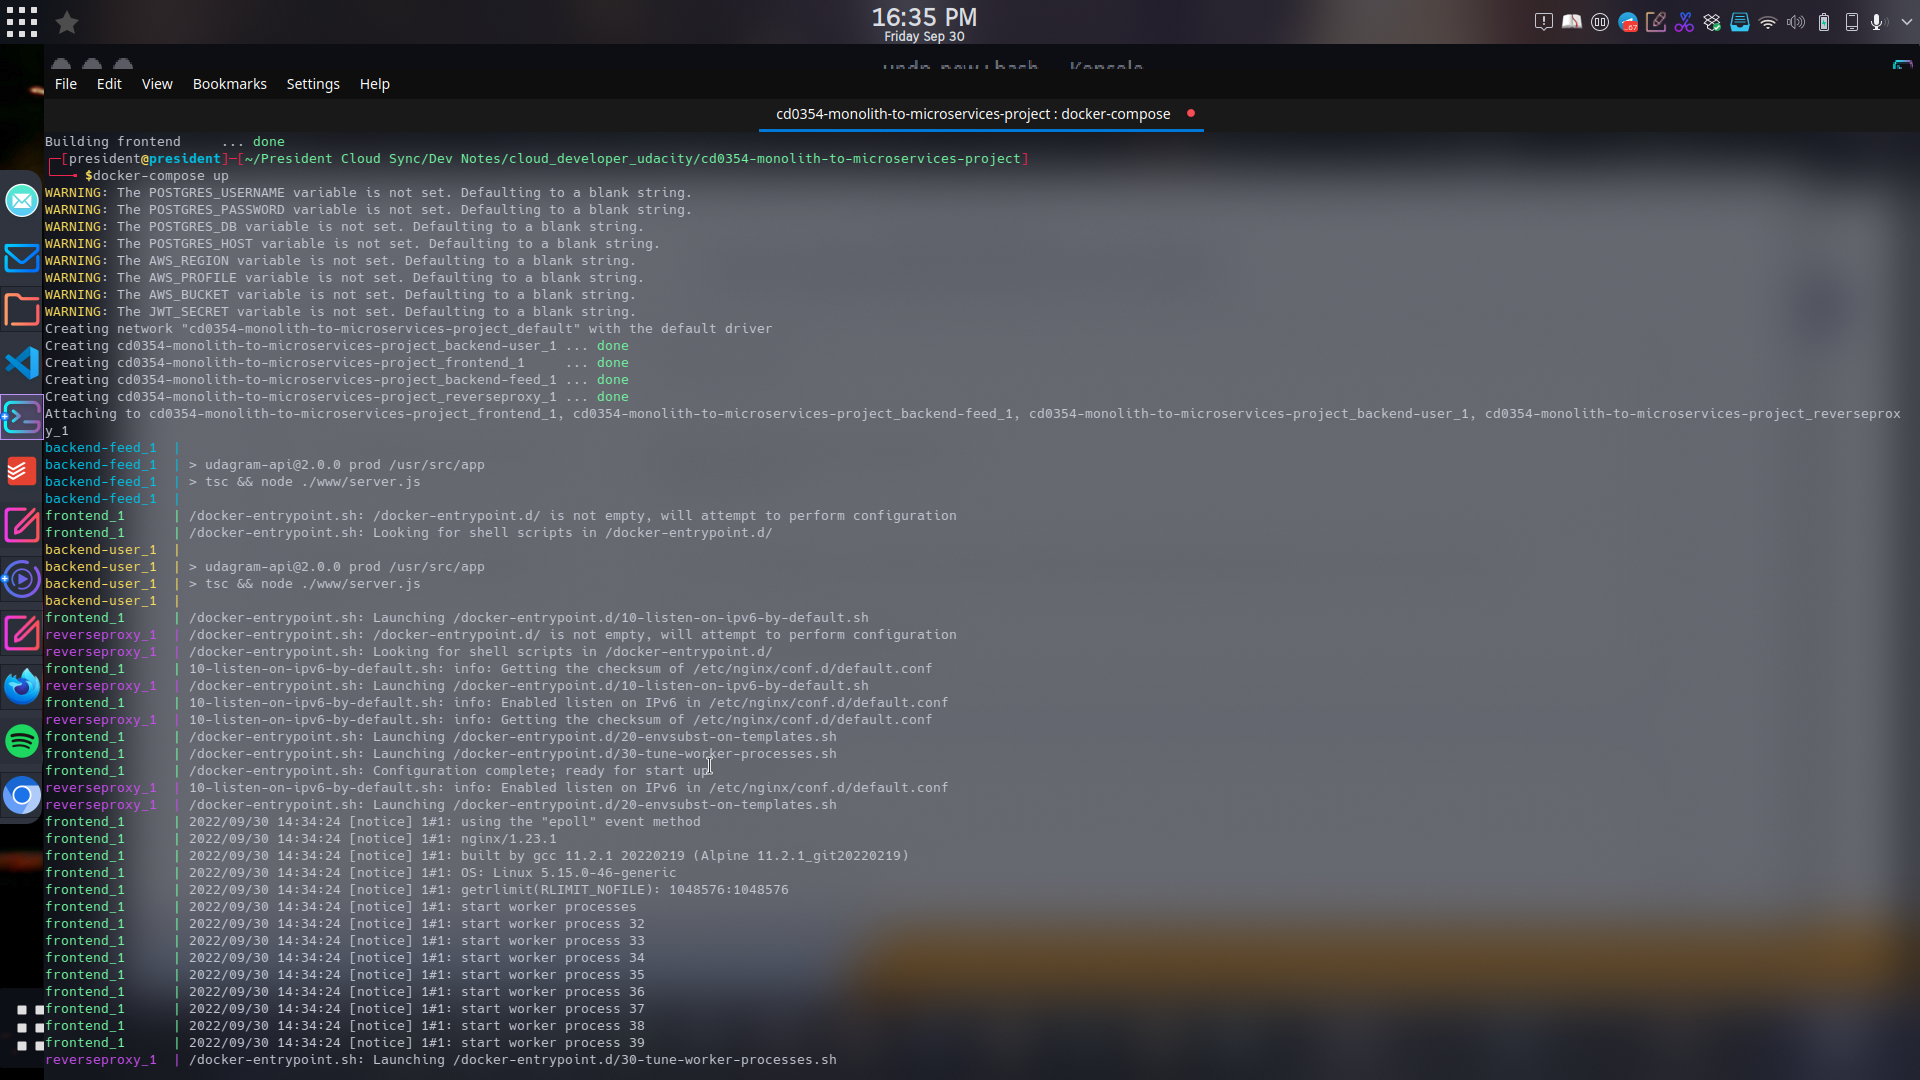 16:35 PM
Friday Sep 30
File Edit View Bookmarks Settings Help
cd0354-monolith-to-microservices-project : docker-compose
Building frontend     ... done
┌─[president@president]─[~/President Cloud Sync/Dev Notes/cloud_developer_udacity/cd0354-monolith-to-microservices-project]
└──╼ $docker-compose up
WARNING: The POSTGRES_USERNAME variable is not set. Defaulting to a blank string.
WARNING: The POSTGRES_PASSWORD variable is not set. Defaulting to a blank string.
WARNING: The POSTGRES_DB variable is not set. Defaulting to a blank string.
WARNING: The POSTGRES_HOST variable is not set. Defaulting to a blank string.
WARNING: The AWS_REGION variable is not set. Defaulting to a blank string.
WARNING: The AWS_PROFILE variable is not set. Defaulting to a blank string.
WARNING: The AWS_BUCKET variable is not set. Defaulting to a blank string.
WARNING: The JWT_SECRET variable is not set. Defaulting to a blank string.
Creating network "cd0354-monolith-to-microservices-project_default" with the default driver
Creating cd0354-monolith-to-microservices-project_backend-user_1 ... done
Creating cd0354-monolith-to-microservices-project_frontend_1     ... done
Creating cd0354-monolith-to-microservices-project_backend-feed_1 ... done
Creating cd0354-monolith-to-microservices-project_reverseproxy_1 ... done
Attaching to cd0354-monolith-to-microservices-project_frontend_1, cd0354-monolith-to-microservices-project_backend-feed_1, cd0354-monolith-to-microservices-project_backend-user_1, cd0354-monolith-to-microservices-project_reverseprox
y_1
backend-feed_1  |
backend-feed_1  | > udagram-api@2.0.0 prod /usr/src/app
backend-feed_1  | > tsc && node ./www/server.js
backend-feed_1  |
frontend_1      | /docker-entrypoint.sh: /docker-entrypoint.d/ is not empty, will attempt to perform configuration
frontend_1      | /docker-entrypoint.sh: Looking for shell scripts in /docker-entrypoint.d/
backend-user_1  |
backend-user_1  | > udagram-api@2.0.0 prod /usr/src/app
backend-user_1  | > tsc && node ./www/server.js
backend-user_1  |
frontend_1      | /docker-entrypoint.sh: Launching /docker-entrypoint.d/10-listen-on-ipv6-by-default.sh
reverseproxy_1  | /docker-entrypoint.sh: /docker-entrypoint.d/ is not empty, will attempt to perform configuration
reverseproxy_1  | /docker-entrypoint.sh: Looking for shell scripts in /docker-entrypoint.d/
frontend_1      | 10-listen-on-ipv6-by-default.sh: info: Getting the checksum of /etc/nginx/conf.d/default.conf
reverseproxy_1  | /docker-entrypoint.sh: Launching /docker-entrypoint.d/10-listen-on-ipv6-by-default.sh
frontend_1      | 10-listen-on-ipv6-by-default.sh: info: Enabled listen on IPv6 in /etc/nginx/conf.d/default.conf
reverseproxy_1  | 10-listen-on-ipv6-by-default.sh: info: Getting the checksum of /etc/nginx/conf.d/default.conf
frontend_1      | /docker-entrypoint.sh: Launching /docker-entrypoint.d/20-envsubst-on-templates.sh
frontend_1      | /docker-entrypoint.sh: Launching /docker-entrypoint.d/30-tune-worker-processes.sh
frontend_1      | /docker-entrypoint.sh: Configuration complete; ready for start up
reverseproxy_1  | 10-listen-on-ipv6-by-default.sh: info: Enabled listen on IPv6 in /etc/nginx/conf.d/default.conf
reverseproxy_1  | /docker-entrypoint.sh: Launching /docker-entrypoint.d/20-envsubst-on-templates.sh
frontend_1      | 2022/09/30 14:34:24 [notice] 1#1: using the "epoll" event method
frontend_1      | 2022/09/30 14:34:24 [notice] 1#1: nginx/1.23.1
frontend_1      | 2022/09/30 14:34:24 [notice] 1#1: built by gcc 11.2.1 20220219 (Alpine 11.2.1_git20220219)
frontend_1      | 2022/09/30 14:34:24 [notice] 1#1: OS: Linux 5.15.0-46-generic
frontend_1      | 2022/09/30 14:34:24 [notice] 1#1: getrlimit(RLIMIT_NOFILE): 1048576:1048576
frontend_1      | 2022/09/30 14:34:24 [notice] 1#1: start worker processes
frontend_1      | 2022/09/30 14:34:24 [notice] 1#1: start worker process 32
frontend_1      | 2022/09/30 14:34:24 [notice] 1#1: start worker process 33
frontend_1      | 2022/09/30 14:34:24 [notice] 1#1: start worker process 34
frontend_1      | 2022/09/30 14:34:24 [notice] 1#1: start worker process 35
frontend_1      | 2022/09/30 14:34:24 [notice] 1#1: start worker process 36
frontend_1      | 2022/09/30 14:34:24 [notice] 1#1: start worker process 37
frontend_1      | 2022/09/30 14:34:24 [notice] 1#1: start worker process 38
frontend_1      | 2022/09/30 14:34:24 [notice] 1#1: start worker process 39
reverseproxy_1  | /docker-entrypoint.sh: Launching /docker-entrypoint.d/30-tune-worker-processes.sh